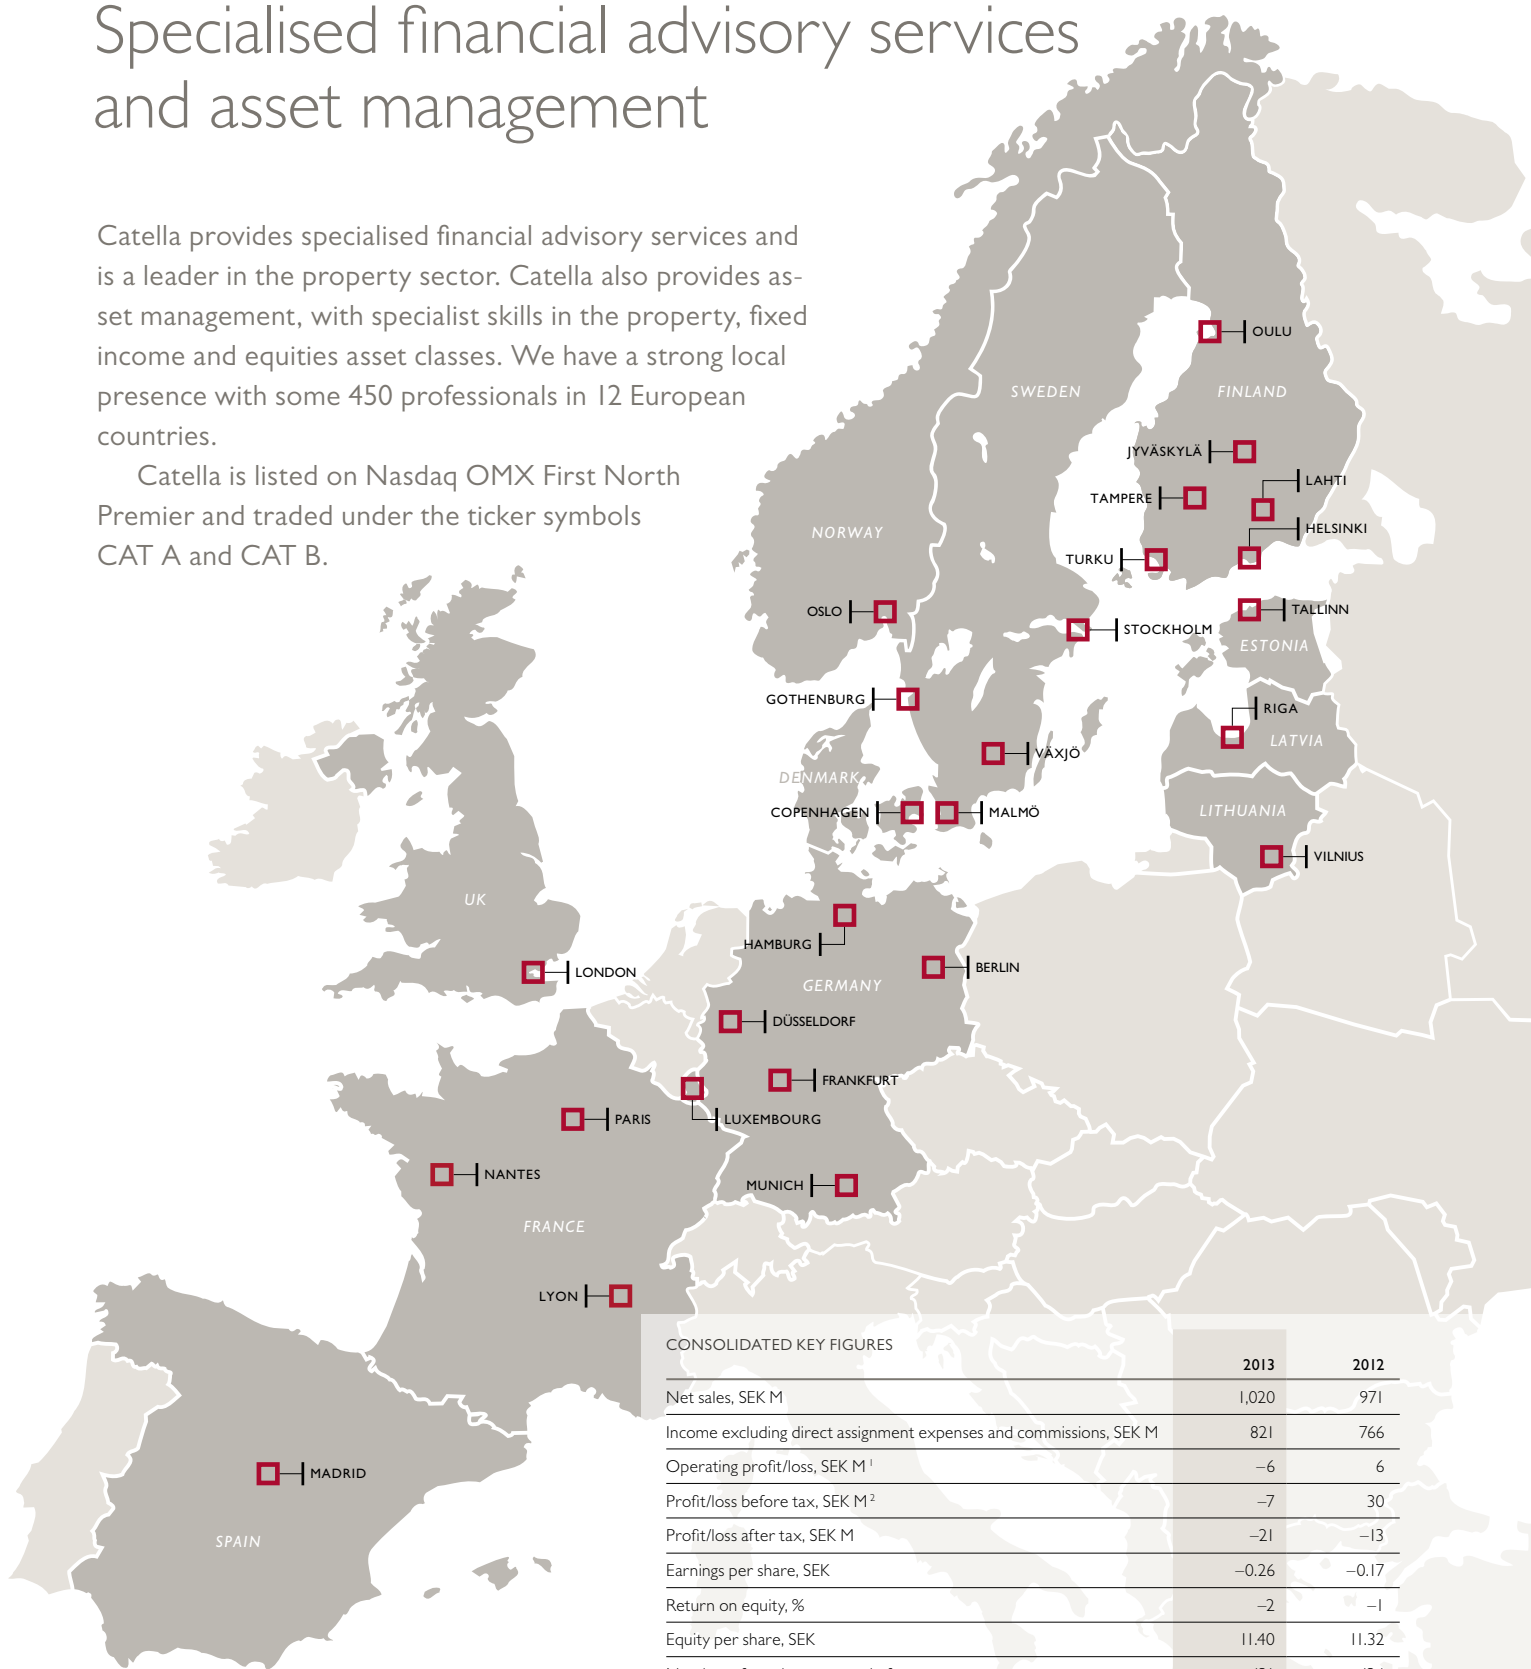 Specialised financial advisory services
and asset management
Catella provides specialised financial advisory services and
is a leader in the property sector. Catella also provides as-
set management, with specialist skills in the property, fixed
income and equities asset classes. We have a strong local
presence with some 450 professionals in 12 European
countries.
Catella is listed on Nasdaq OMX First North
Premier and traded under the ticker symbols
CAT A and CAT B.
OULU
SWEDEN
FINLAND
JYVÄSKYLÄ
LAHTI
TAMPERE
HELSINKI
NORWAY
TURKU
OSLO
TALLINN
STOCKHOLM
ESTONIA
GOTHENBURG
RIGA
LATVIA
VÄXJÖ
DENMARK
COPENHAGEN
MALMÖ
LITHUANIA
VILNIUS
UK
HAMBURG
LONDON
BERLIN
GERMANY
DÜSSELDORF
FRANKFURT
PARIS
LUXEMBOURG
NANTES
MUNICH
FRANCE
LYON
MADRID
SPAIN
CONSOLIDATED KEY FIGURES
2013 2012
Net sales, SEK M 1,020 971
Income excluding direct assignment expenses and commissions, SEK M 821 766
Operating profit/loss, SEK M 1 –6 6
Profit/loss before tax, SEK M 2 –7 30
Profit/loss after tax, SEK M –21 –13
Earnings per share, SEK –0.26 –0.17
Return on equity, % –2 –1
Equity per share, SEK 11.40 11.32